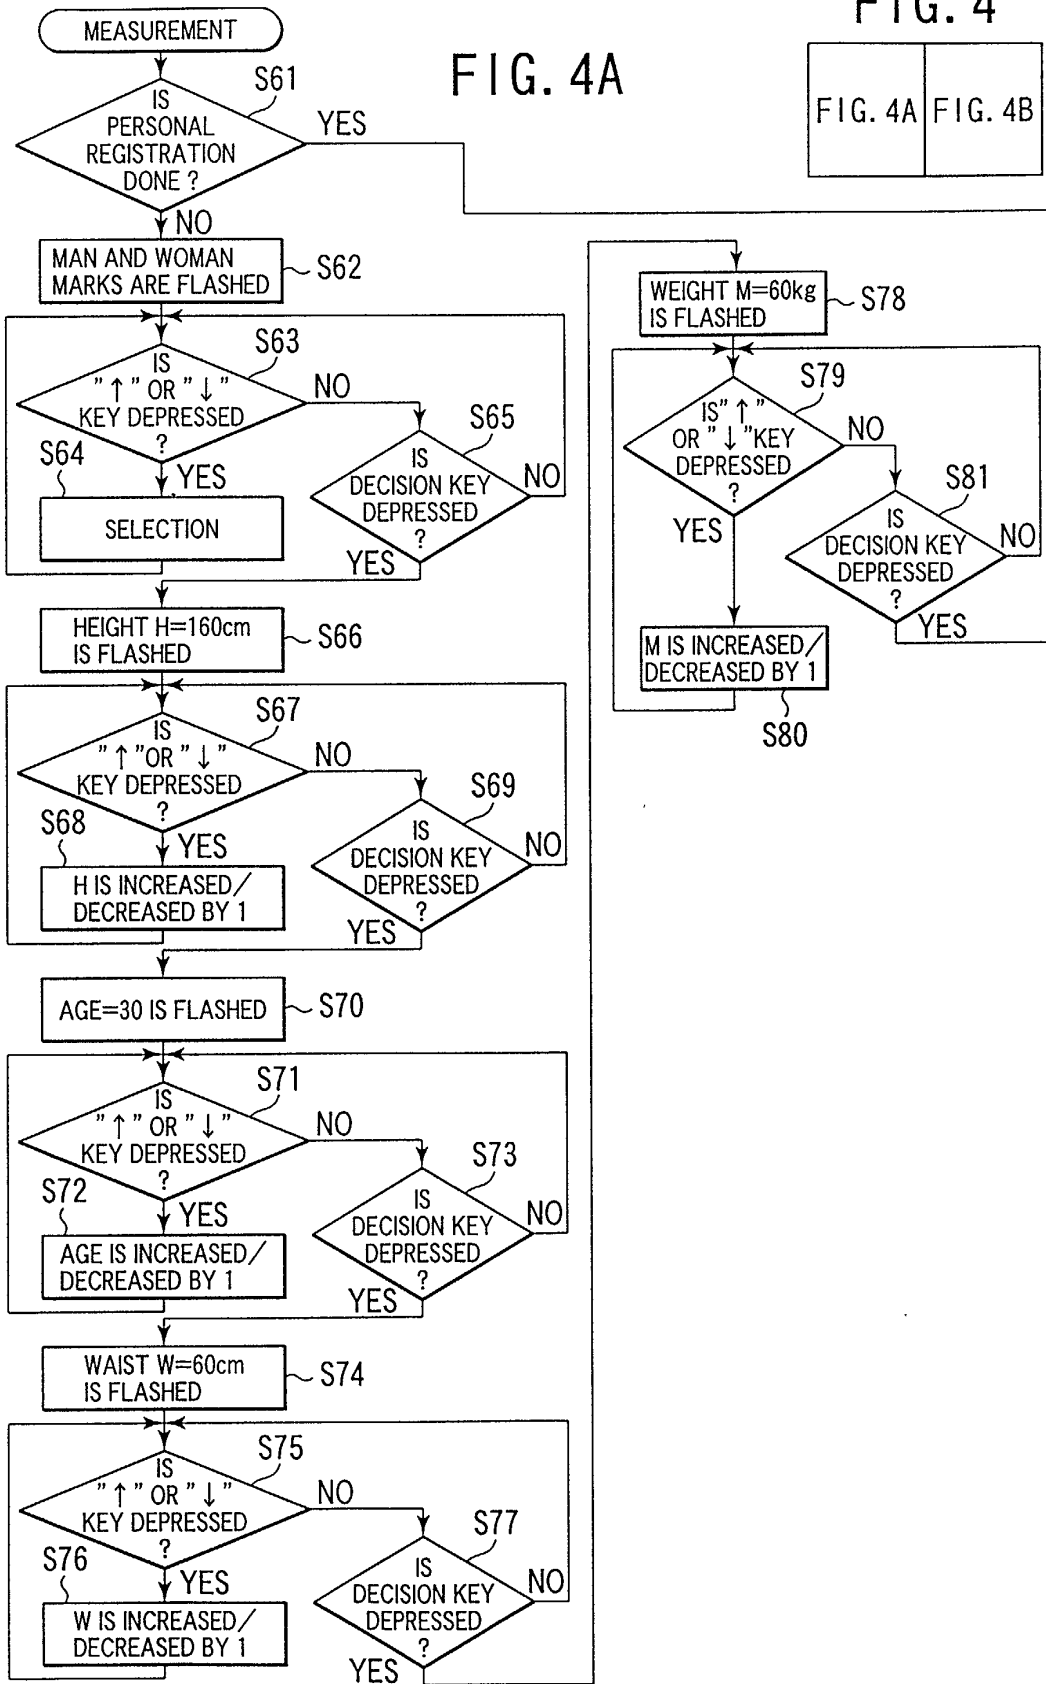 FIG. 4
FIG. 4A
FIG. 4A
FIG. 4B
MEASUREMENT
S61
IS
PERSONAL
REGISTRATION
DONE ?
YES
NO
MAN AND WOMAN
MARKS ARE FLASHED
S62
S63
IS
” ↑ ” OR ” ↓ ”
KEY DEPRESSED
?
NO
YES
S64
SELECTION
S65
IS
DECISION KEY
DEPRESSED
?
NO
YES
HEIGHT H=160cm
IS FLASHED
S66
S67
IS
” ↑ ”OR ” ↓ ”
KEY DEPRESSED
?
NO
YES
S68
H IS INCREASED/
DECREASED BY 1
S69
IS
DECISION KEY
DEPRESSED
?
NO
YES
AGE=30 IS FLASHED
S70
S71
IS
” ↑ ” OR ” ↓ ”
KEY DEPRESSED
?
NO
YES
S72
AGE IS INCREASED/
DECREASED BY 1
S73
IS
DECISION KEY
DEPRESSED
?
NO
YES
WAIST W=60cm
IS FLASHED
S74
S75
IS
” ↑ ” OR ” ↓ ”
KEY DEPRESSED
?
NO
YES
S76
W IS INCREASED/
DECREASED BY 1
S77
IS
DECISION KEY
DEPRESSED
?
NO
YES
WEIGHT M=60kg
IS FLASHED
S78
S79
IS” ↑ ”
OR ” ↓ ”KEY
DEPRESSED
?
NO
YES
M IS INCREASED/
DECREASED BY 1
S80
S81
IS
DECISION KEY
DEPRESSED
?
NO
YES